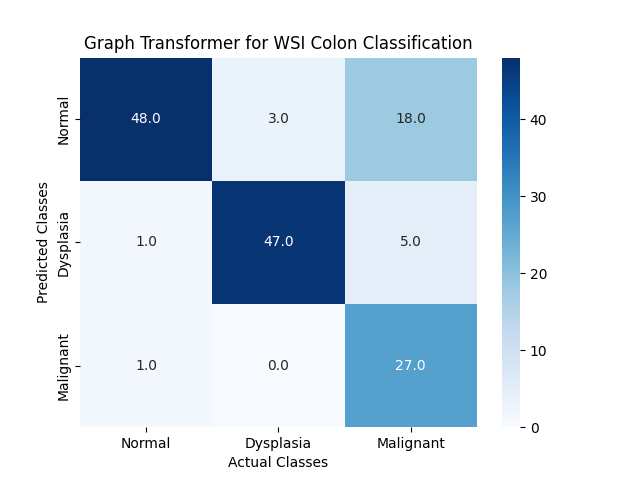 Graph Transformer for WSI Colon Classification
Predicted Classes
Normal
48.0
3.0
18.0
Dysplasia
1.0
47.0
5.0
Malignant
1.0
0.0
27.0
Normal
Dysplasia
Malignant
Actual Classes
40
30
20
10
0